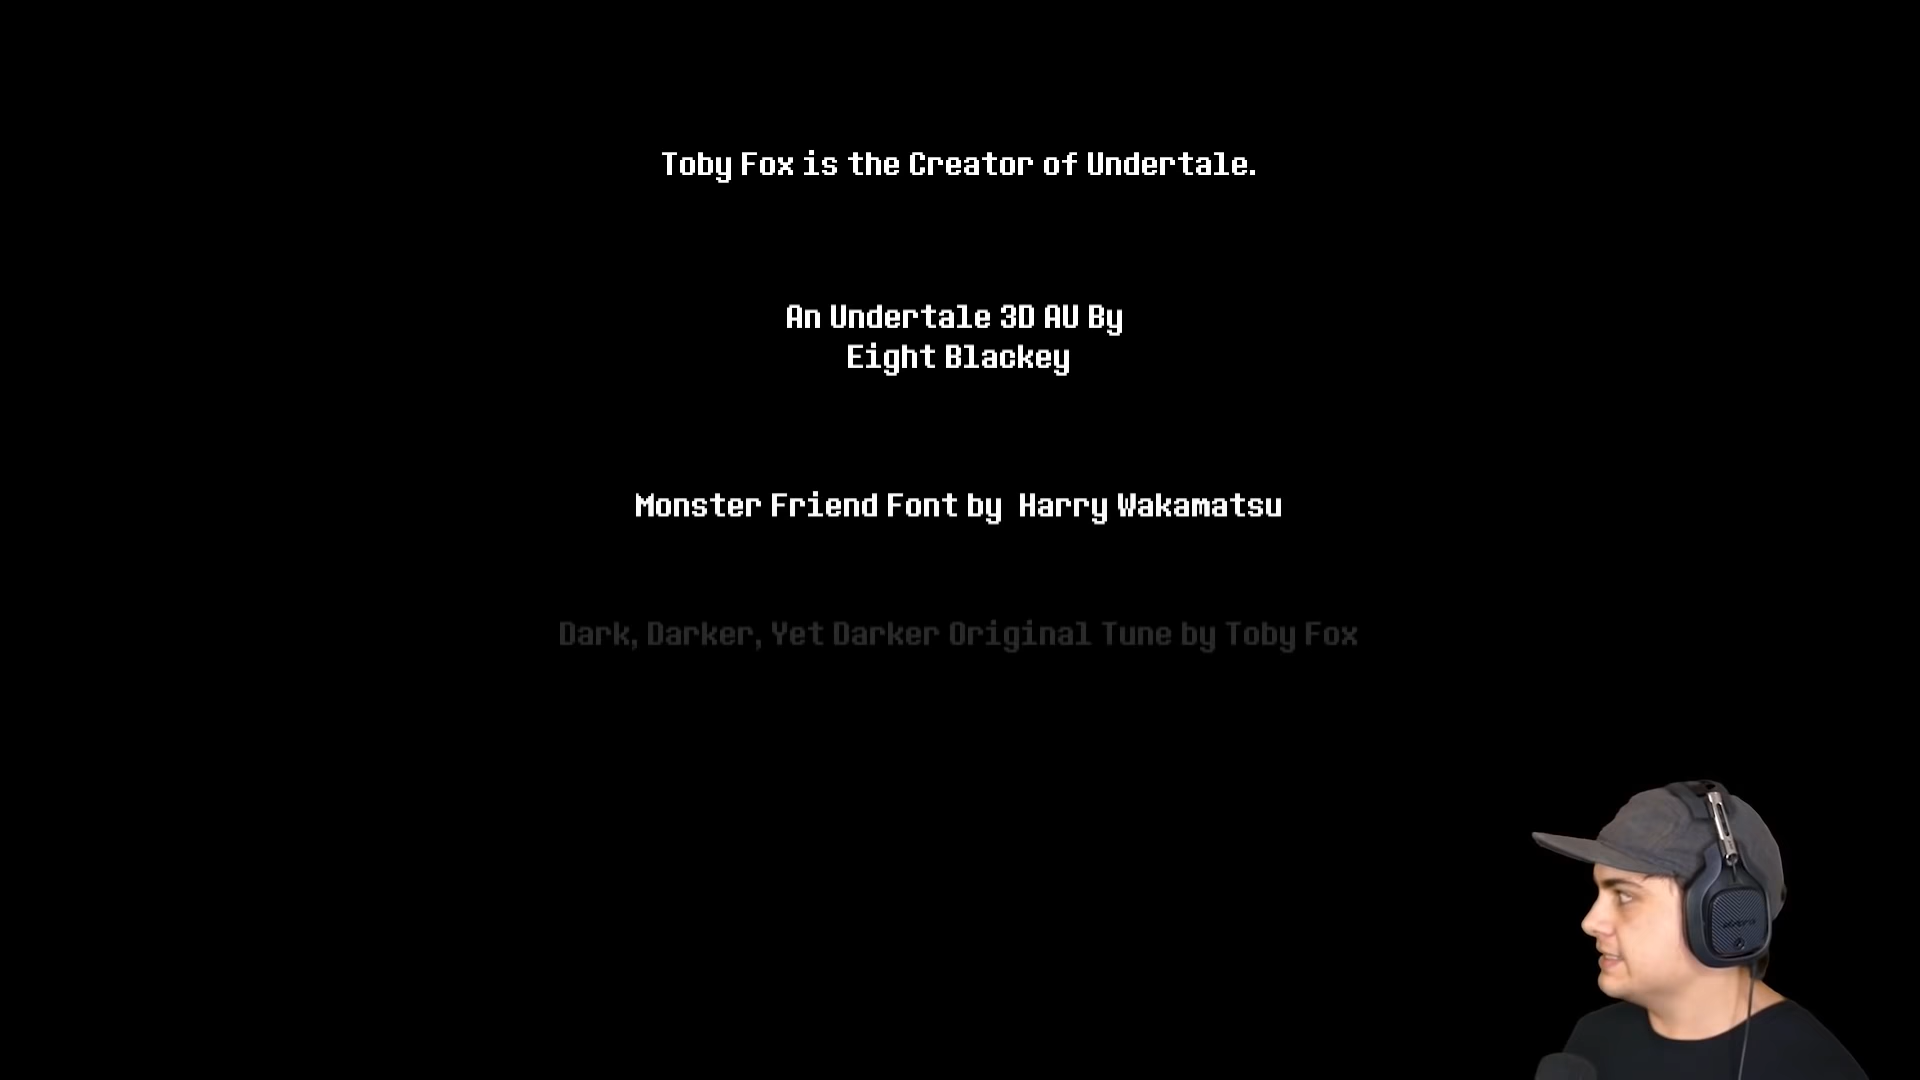 Toby Fox is the Creator of Undertale.
An Undertale 3D AU By
Eight Blackey
Monster Friend Font by Harry Wakamatsu
Dark, Darker, Yet Darker Original Tune by Toby Fox